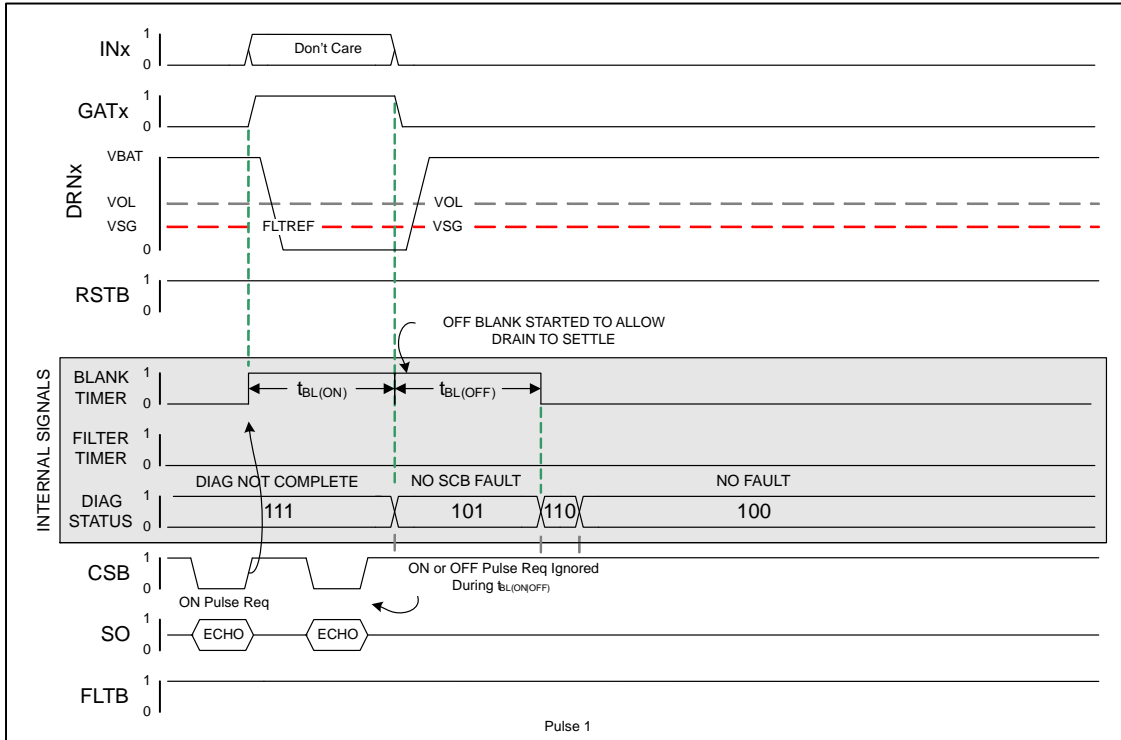 INx
1
0
Don't Care
GATx
1
0
DRNx
VBAT
VOL
VOL
VSG
FLTREF
VSG
0
RSTB
1
0
OFF BLANK STARTED TO ALLOW
DRAIN TO SETTLE
INTERNAL SIGNALS
BLANK
TIMER
1
0
tBL(ON)
tBL(OFF)
FILTER
TIMER
1
0
DIAG NOT COMPLETE
NO SCB FAULT
NO FAULT
DIAG
STATUS
1
0
111
101
110
100
CSB
1
0
ON Pulse Req
ON or OFF Pulse Req Ignored
During tBL(ON|OFF)
SO
1
0
ECHO
ECHO
FLTB
1
0
Pulse 1